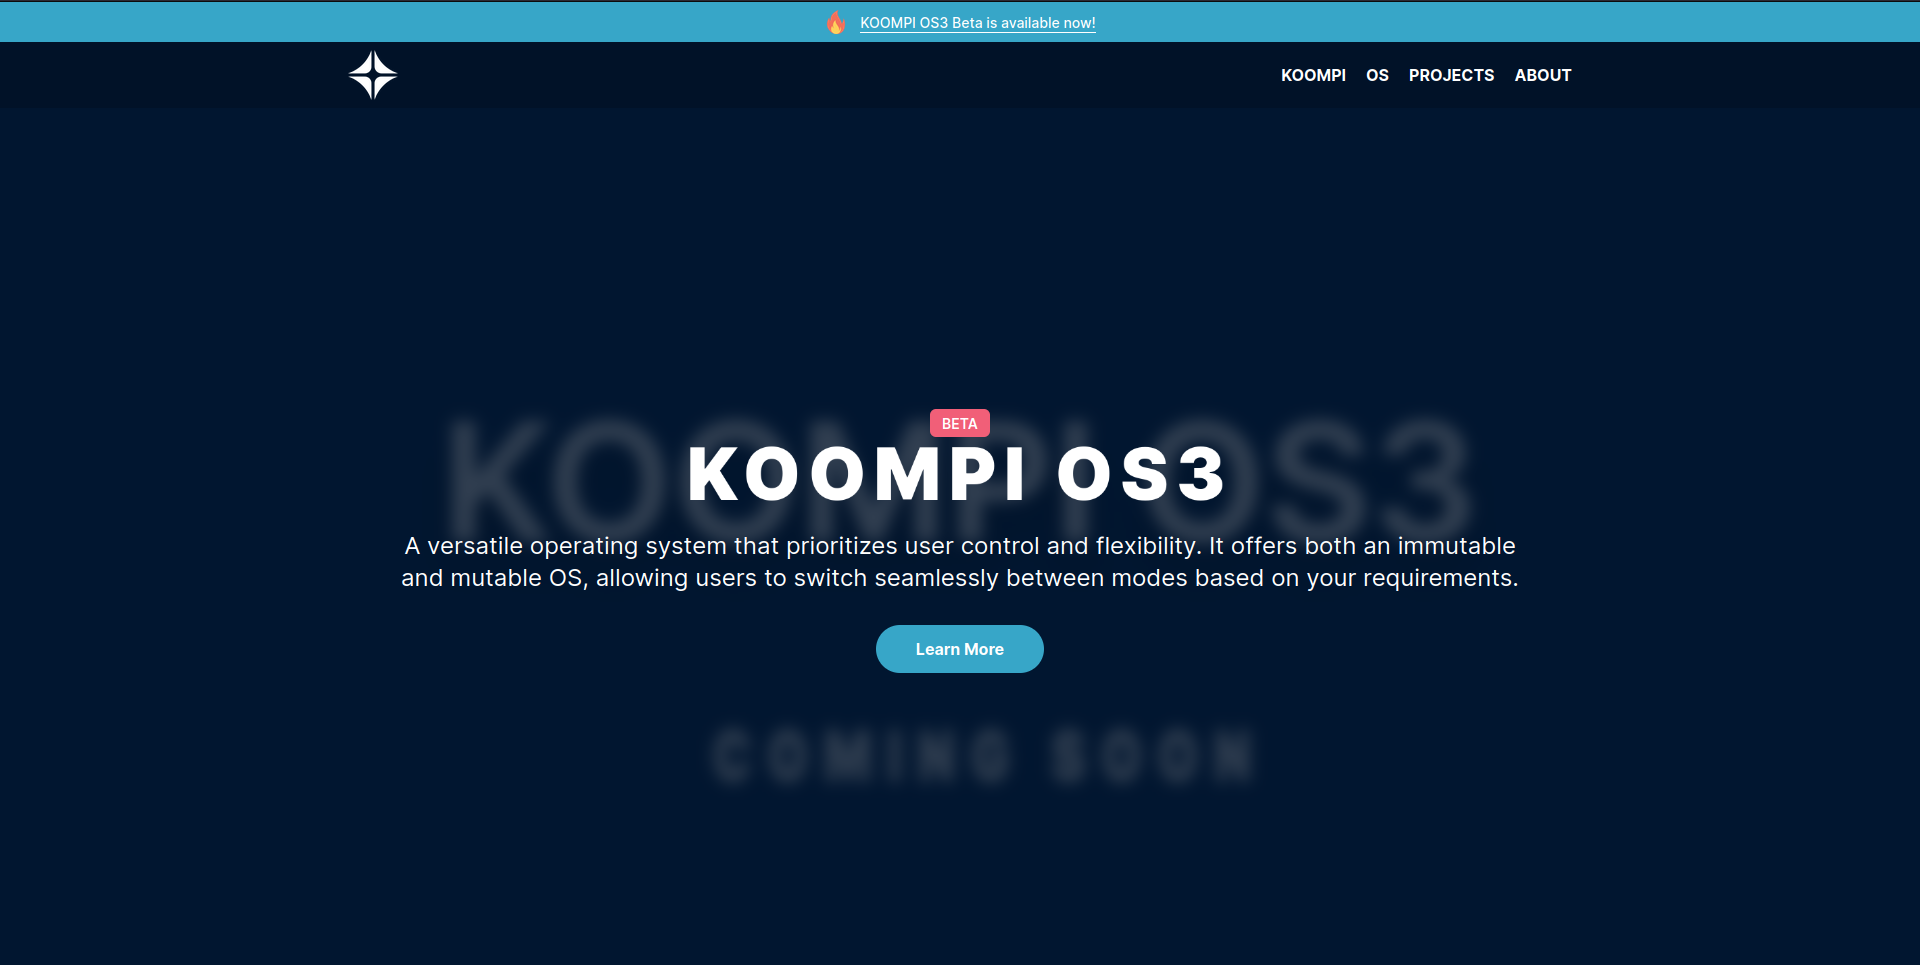 KOOMPI OS3 Beta is available now!
KOOMPI OS PROJECTS ABOUT
KOOMPI OS3
BETA
KOOMPI OS3
A versatile operating system that prioritizes user control and flexibility. It offers both an immutable
and mutable OS, allowing users to switch seamlessly between modes based on your requirements.
Learn More
COMING SOON